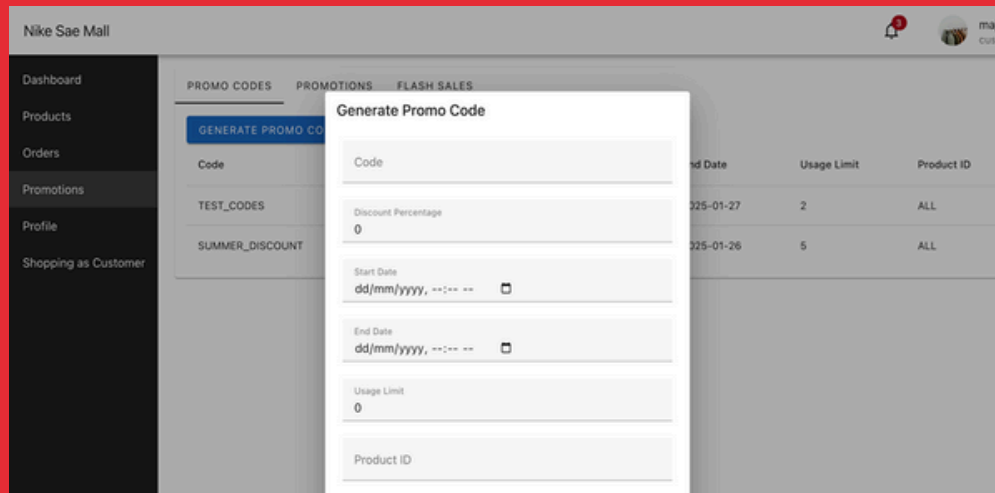 Nike Sae Mall
3
ma
cus
Dashboard
Products
Orders
Promotions
Profile
Shopping as Customer
PROMO CODES PROMOTIONS FLASH SALES
GENERATE PROMO CO
Code nd Date Usage Limit Product ID
TEST_CODES 025-01-27 2 ALL
SUMMER_DISCOUNT 025-01-26 5 ALL
Generate Promo Code
Code
Discount Percentage
0
Start Date
dd/mm/yyyy, --:-- --
End Date
dd/mm/yyyy, --:-- --
Usage Limit
0
Product ID